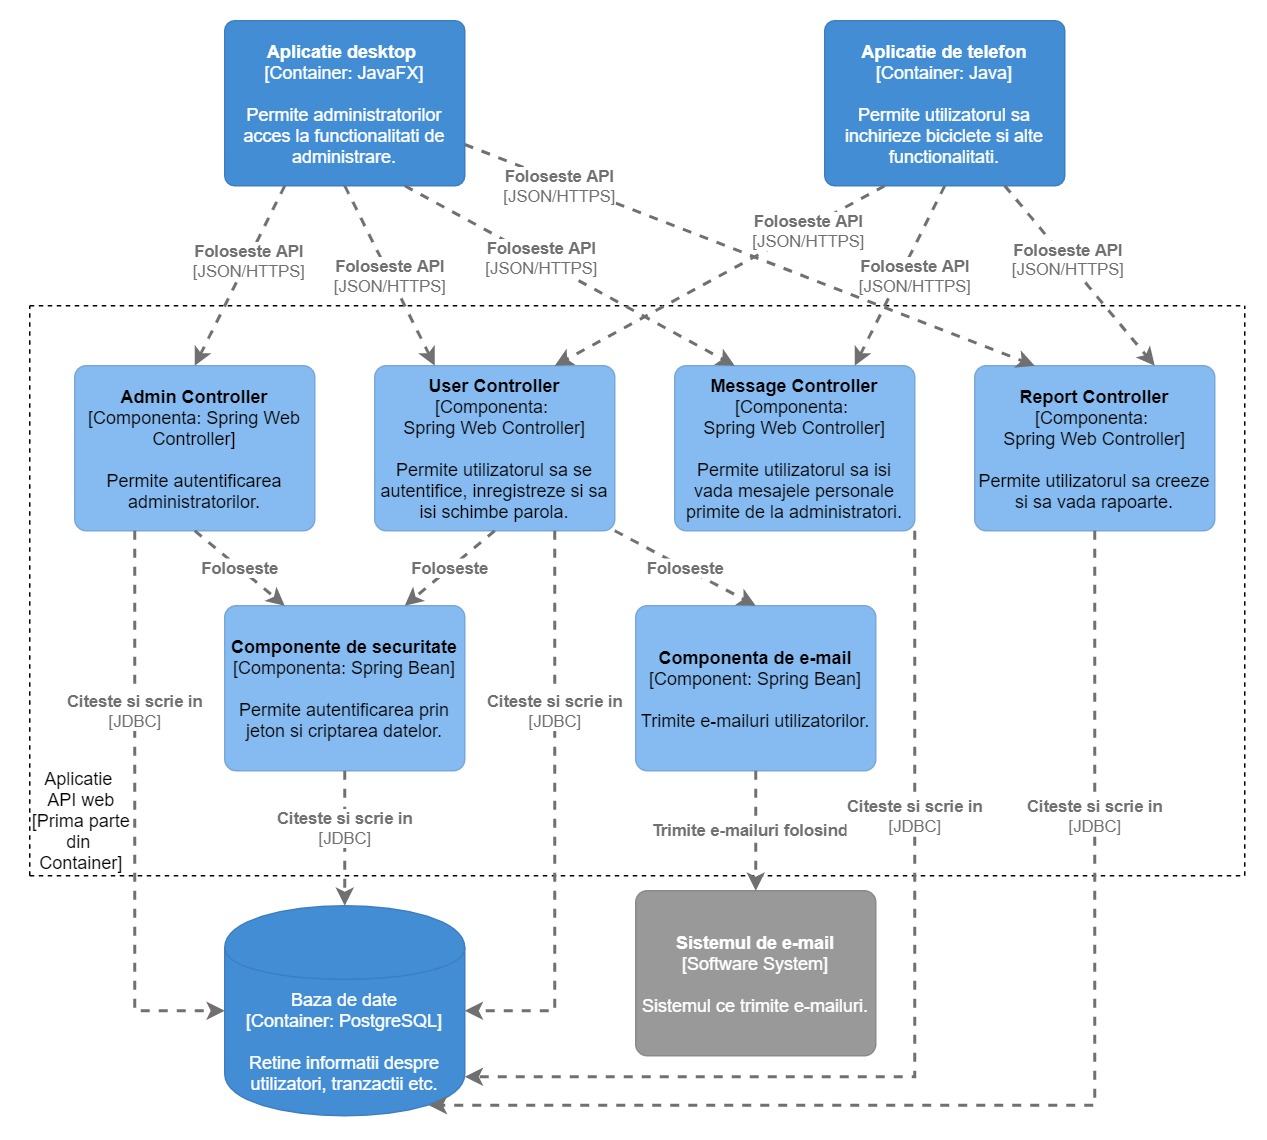 Aplicatie desktop
[Container: JavaFX]
Permite administratorilor
acces la functionalitati de
administrare.
Aplicatie de telefon
[Container: Java]
Permite utilizatorul sa
inchirieze biciclete si alte
functionalitati.
Foloseste API
[JSON/HTTPS]
Foloseste API
[JSON/HTTPS]
Foloseste API
[JSON/HTTPS]
Foloseste API
[JSON/HTTPS]
Foloseste API
[JSON/HTTPS]
Foloseste API
[JSON/HTTPS]
Foloseste API
[JSON/HTTPS]
Admin Controller
[Componenta: Spring Web
Controller]
Permite autentificarea
administratorilor.
User Controller
[Componenta:
Spring Web Controller]
Permite utilizatorul sa se
autentifice, inregistreze si sa
isi schimbe parola.
Message Controller
[Componenta:
Spring Web Controller]
Permite utilizatorul sa isi
vada mesajele personale
primite de la administratori.
Report Controller
[Componenta:
Spring Web Controller]
Permite utilizatorul sa creeze
si sa vada rapoarte.
Foloseste
Foloseste
Foloseste
Componente de securitate
[Componenta: Spring Bean]
Permite autentificarea prin
jeton si criptarea datelor.
Componenta de e-mail
[Component: Spring Bean]
Trimite e-mailuri utilizatorilor.
Citeste si scrie in
[JDBC]
Citeste si scrie in
[JDBC]
Aplicatie
API web
[Prima parte
din
Container]
Citeste si scrie in
[JDBC]
Trimite e-mailuri folosind
Citeste si scrie in
[JDBC]
Citeste si scrie in
[JDBC]
Baza de date
[Container: PostgreSQL]
Retine informatii despre
utilizatori, tranzactii etc.
Sistemul de e-mail
[Software System]
Sistemul ce trimite e-mailuri.